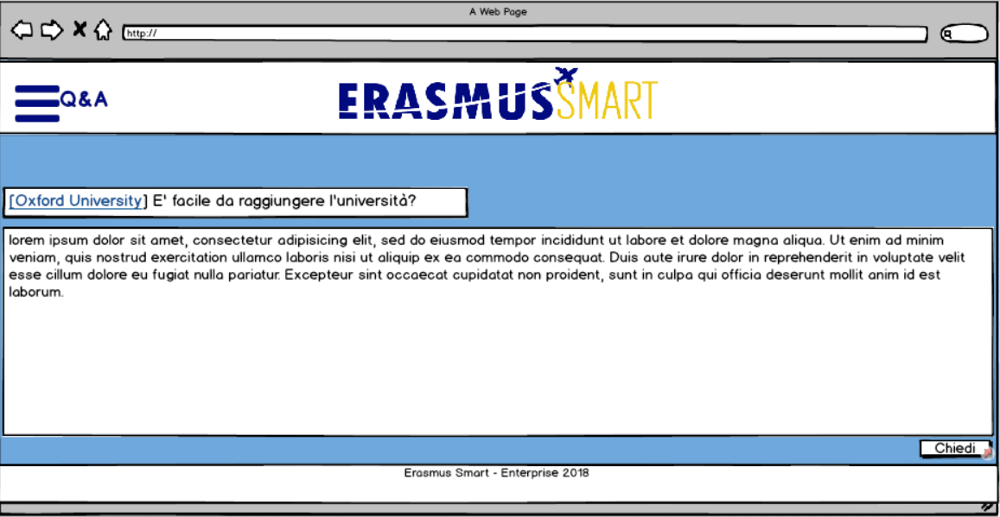 A Web Page
http://
Q&A
ERASMUSSMART
[Oxford University] E' facile da raggiungere l'università?
lorem ipsum dolor sit amet, consectetur adipisicing elit, sed do eiusmod tempor incididunt ut labore et dolore magna aliqua. Ut enim ad minim
veniam, quis nostrud exercitation ullamco laboris nisi ut aliquip ex ea commodo consequat. Duis aute irure dolor in reprehenderit in voluptate velit
esse cillum dolore eu fugiat nulla pariatur. Excepteur sint occaecat cupidatat non proident, sunt in culpa qui officia deserunt mollit anim id est
laborum.
Chiedi
Erasmus Smart - Enterprise 2018